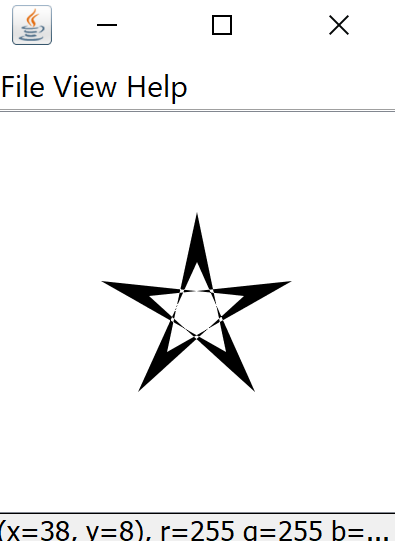 File View Help
(x=38, y=8), r=255 g=255 b=...